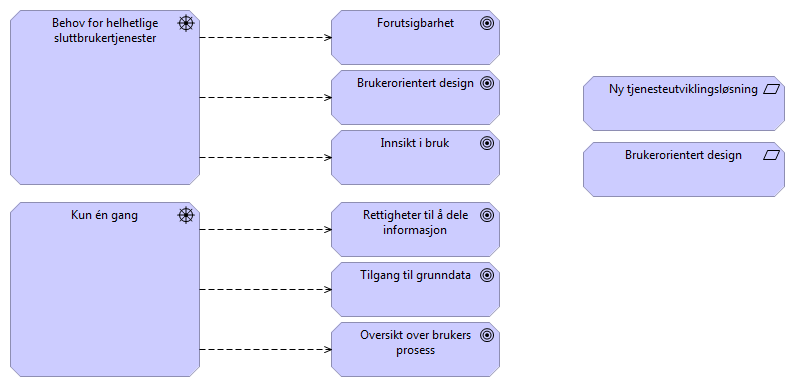 Behov for helhetlige
sluttbrukertjenester
Forutsigbarhet
Brukerorientert design
Innsikt i bruk
Kun én gang
Rettigheter til å dele
informasjon
Tilgang til grunndata
Oversikt over brukers
prosess
Ny tjenesteutviklingsløsning
Brukerorientert design